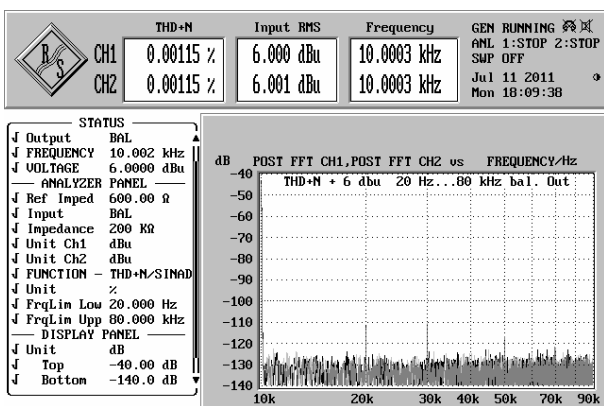 THD+N Input RMS Frequency
CH1 0.00115 % 6.000 dBu 10.0003 kHz
CH2 0.00115 % 6.001 dBu 10.0003 kHz
R S
GEN RUNNING
ANL 1:STOP 2:STOP
SWP OFF
Jul 11 2011
Mon 18:09:38
STATUS
Output BAL
FREQUENCY 10.002 kHz
VOLTAGE 6.0000 dBu
ANALYZER PANEL
Ref Imped 600.00 Ω
Input BAL
Impedance 200 KΩ
Unit Ch1 dBu
Unit Ch2 dBu
FUNCTION - THD+N/SINAD
Unit %
FrqLim Low 20.000 Hz
FrqLim Upp 80.000 kHz
DISPLAY PANEL
Unit dB
Top -40.00 dB
Bottom -140.0 dB
dB POST FFT CH1,POST FFT CH2 vs FREQUENCY/Hz
THD+N + 6 dbu 20 Hz...80 kHz bal. Out
-40
-50
-60
-70
-80
-90
-100
-110
-120
-130
-140
10k 20k 30k 40k 50k 70k 90k